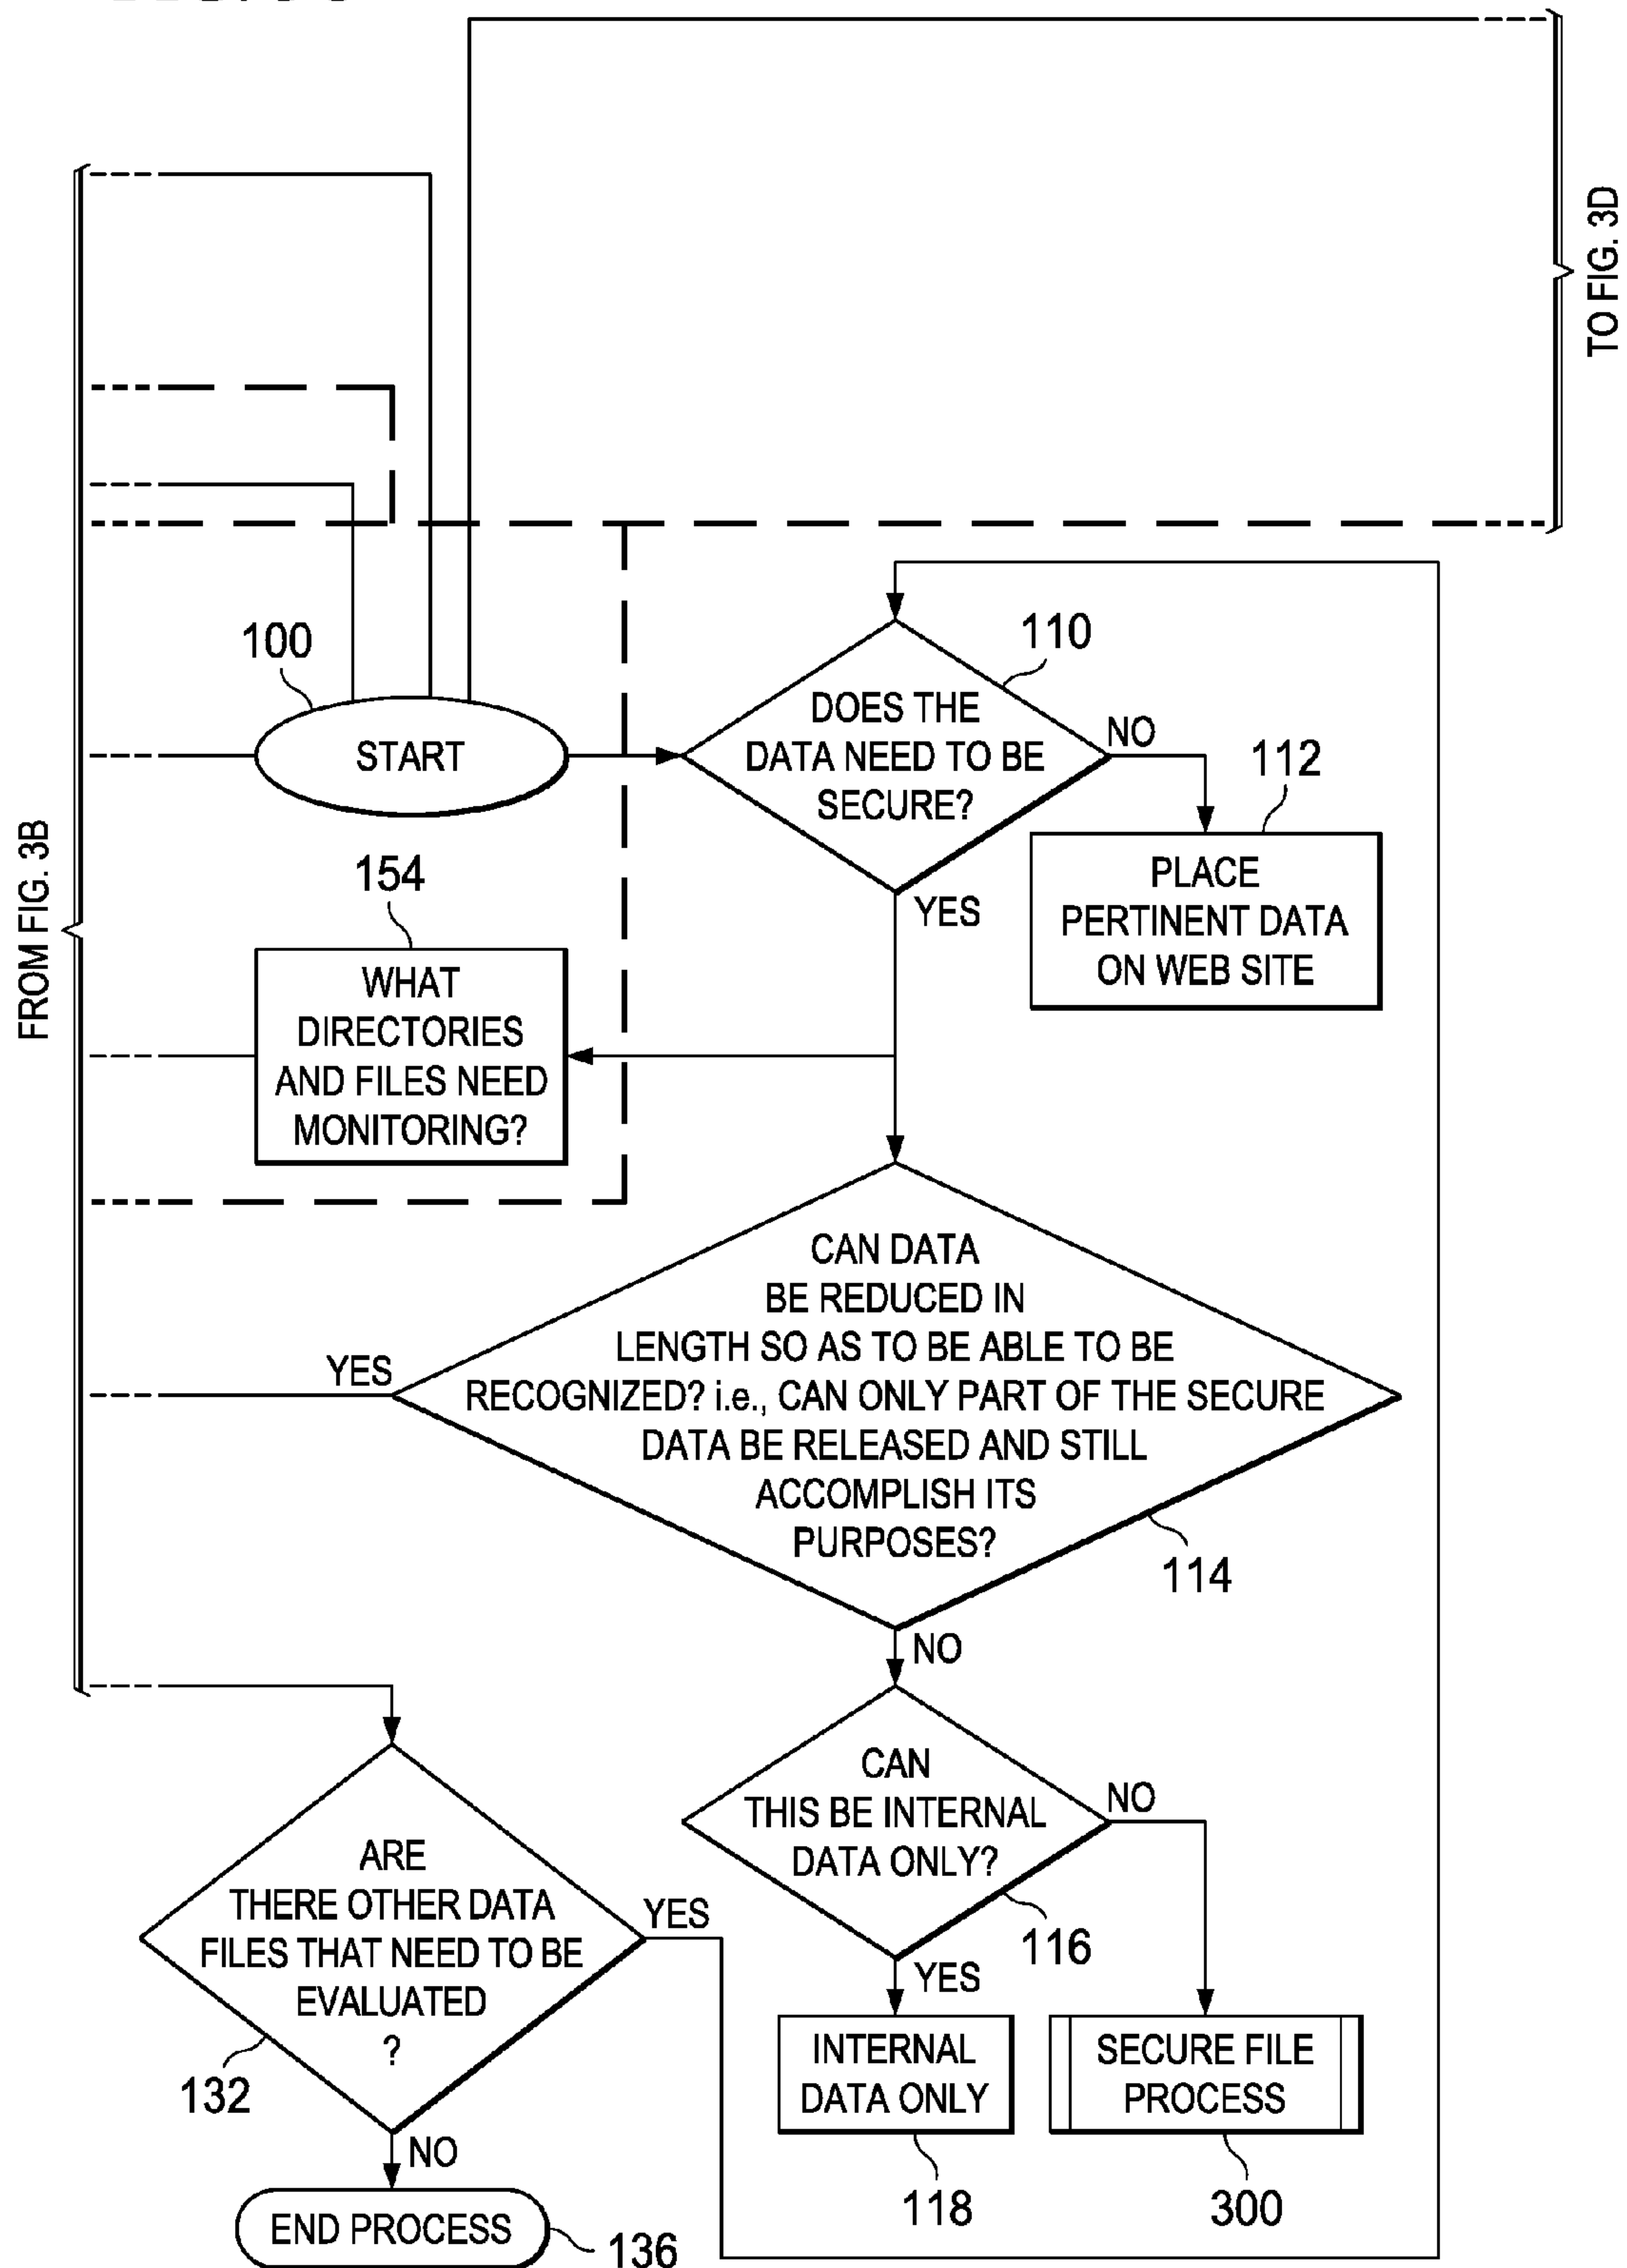 TO FIG. 3D
FROM FIG. 3B
100
START
110
DOES THE
DATA NEED TO BE
SECURE?
NO
YES
112
PLACE
PERTINENT DATA
ON WEB SITE
154
WHAT
DIRECTORIES
AND FILES NEED
MONITORING?
CAN DATA
BE REDUCED IN
LENGTH SO AS TO BE ABLE TO BE
RECOGNIZED? i.e., CAN ONLY PART OF THE SECURE
DATA BE RELEASED AND STILL
ACCOMPLISH ITS
PURPOSES?
YES
114
NO
CAN
THIS BE INTERNAL
DATA ONLY?
NO
116
YES
ARE
THERE OTHER DATA
FILES THAT NEED TO BE
EVALUATED
?
YES
132
NO
INTERNAL
DATA ONLY
118
SECURE FILE
PROCESS
300
END PROCESS
136